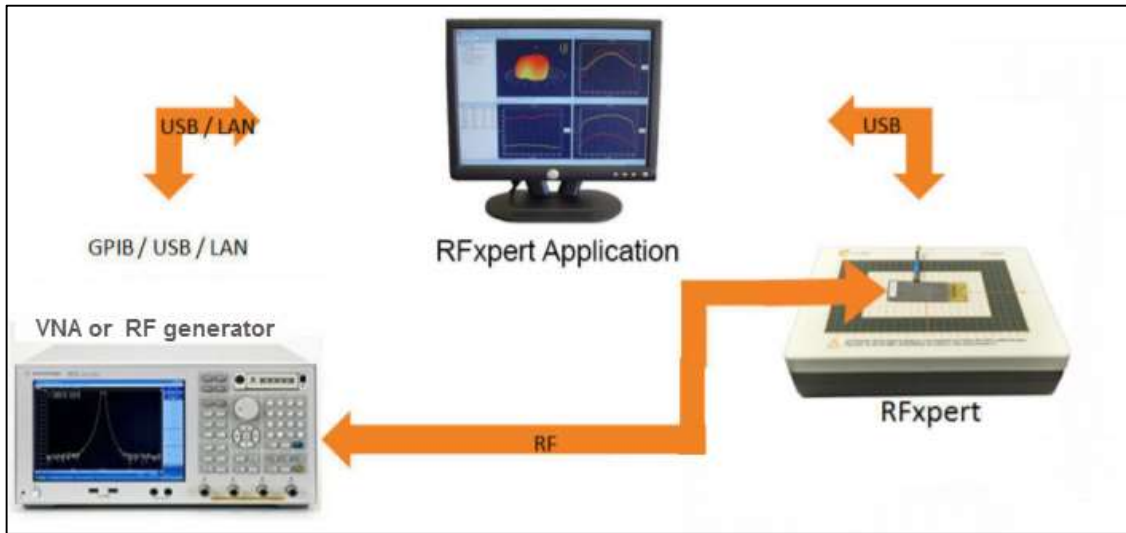 USB / LAN
USB
GPIB / USB / LAN
RFxpert Application
VNA or RF generator
RFxpert
RF